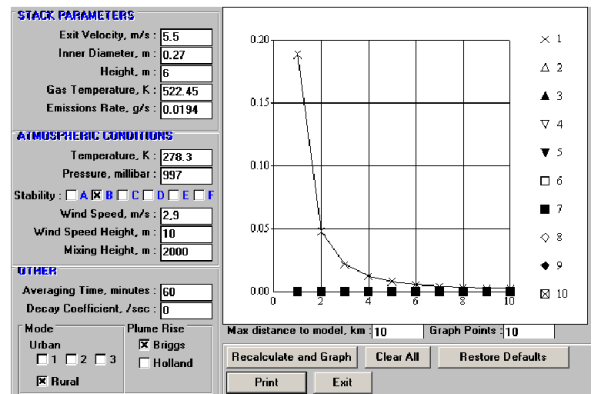 STACK PARAMETERS
Exit Velocity, m/s : 5.5
Inner Diameter, m : 0.27
Height, m : 6
Gas Temperature, K : 522.45
Emissions Rate, g/s : 0.0194
ATMOSPHERIC CONDITIONS
Temperature, K : 278.3
Pressure, millibar : 997
Stability : A B C D E F
Wind Speed, m/s : 2.9
Wind Speed Height, m : 10
Mixing Height, m : 2000
OTHER
Averaging Time, minutes : 60
Decay Coefficient, /sec : 0
Mode
Urban
1 2 3
Rural
Plume Rise
Briggs
Holland
0.20
0.15
0.10
0.05
0.00
0 2 4 6 8 10
1
2
3
4
5
6
7
8
9
10
Max distance to model, km : 10 Graph Points : 10
Recalculate and Graph Clear All Restore Defaults
Print Exit